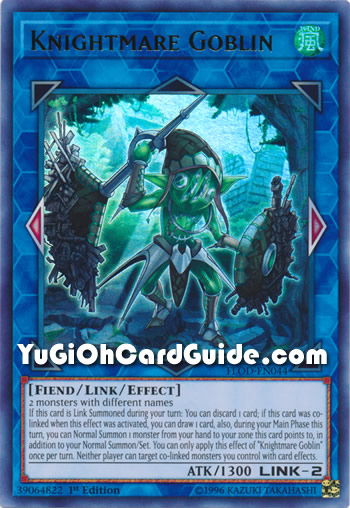 KNIGHTMARE GOBLIN
WIND
風
YuGiOhCardGuide.com
FLOD-EN044
[FIEND/LINK/EFFECT]
2 monsters with different names
If this card is Link Summoned during your turn: You can discard 1 card; if this card was co-
linked when this effect was activated, you can draw 1 card, also, during your Main Phase this
turn, you can Normal Summon 1 monster from your hand to your zone this card points to, in
addition to your Normal Summon/Set. (You can only apply this effect of "Knightmare Goblin"
once per turn. Neither player can target co-linked monsters you control with card effects.
ATK/1300 LINK-2
39064822 1st Edition ©1996 KAZUKI TAKAHASHI